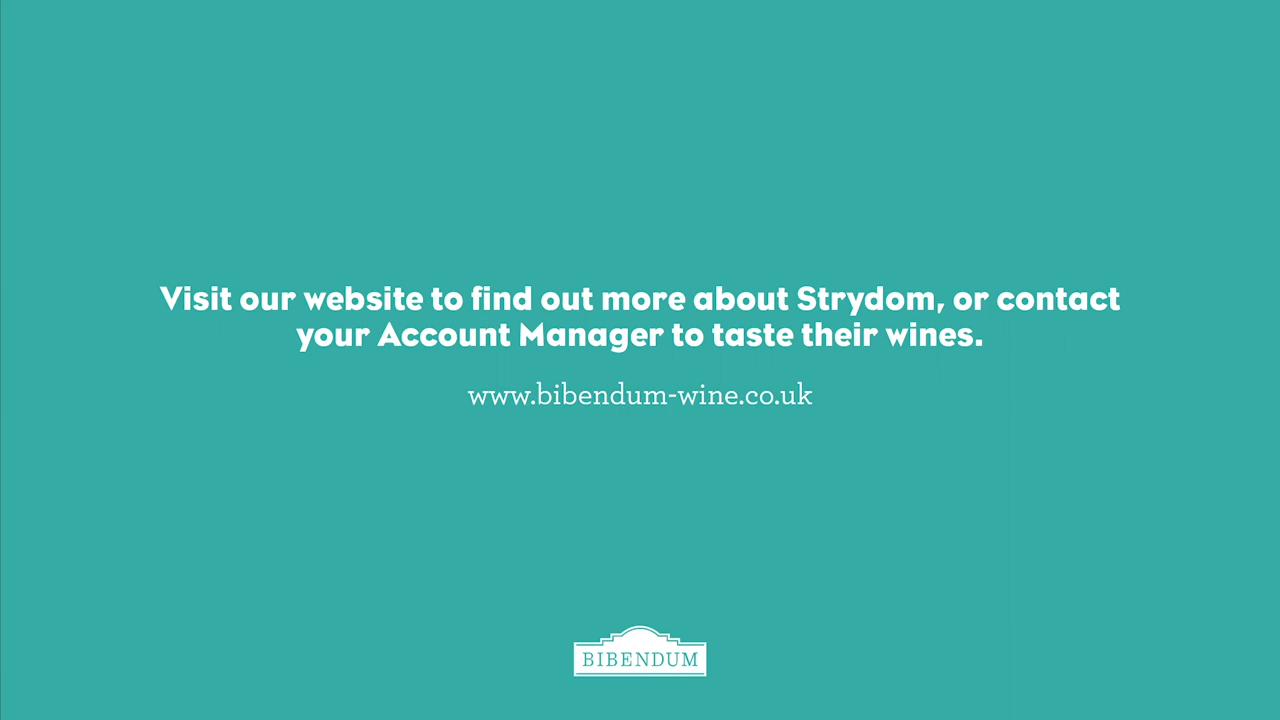 Visit our website to find out more about Strydom, or contact
your Account Manager to taste their wines.
www.bibendum-wine.co.uk
BIBENDUM